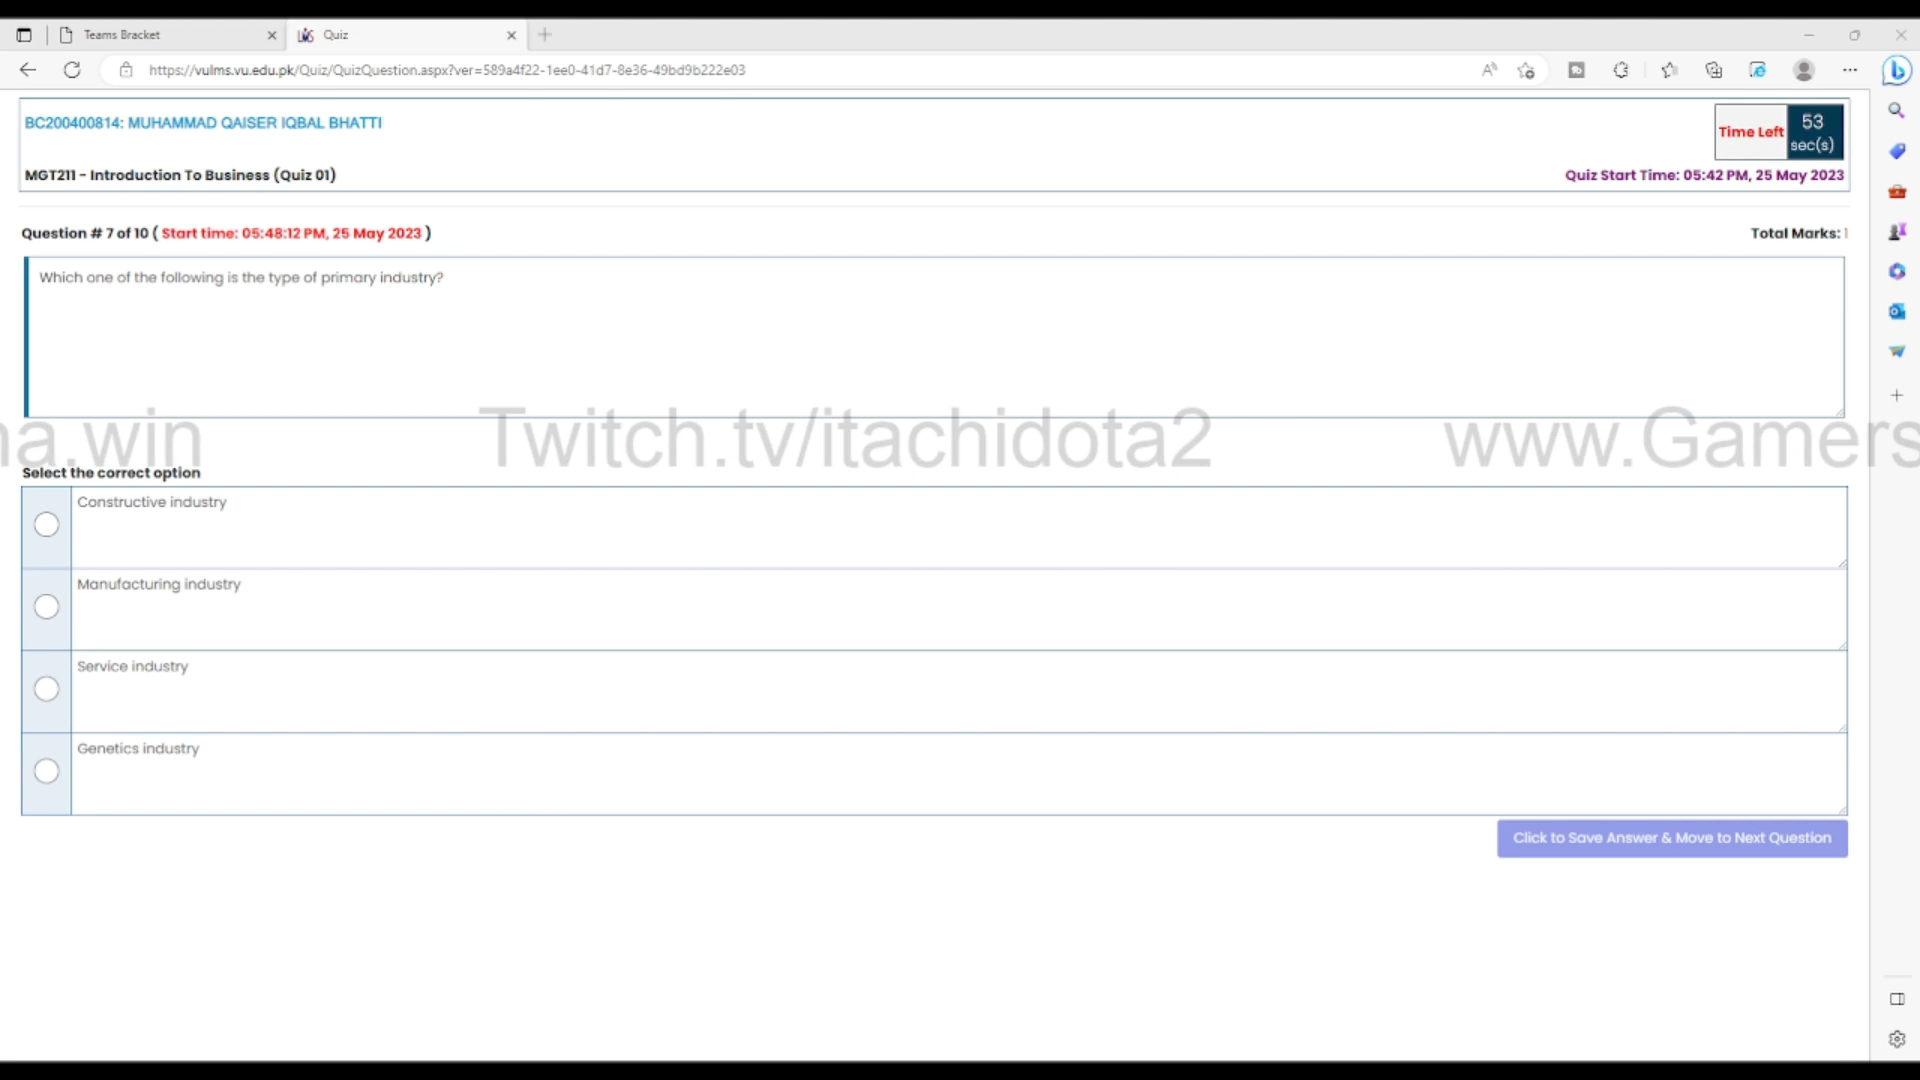 Teams Bracket
Quiz
https://vulms.vu.edu.pk/Quiz/QuizQuestion.aspx?ver=589a4f22-1ee0-41d7-8e36-49bd9b222e03
BC200400814: MUHAMMAD QAISER IQBAL BHATTI
Time Left
53
sec(s)
MGT211 - Introduction To Business (Quiz 01)
Quiz Start Time: 05:42 PM, 25 May 2023
Question # 7 of 10 ( Start time: 05:48:12 PM, 25 May 2023 )
Total Marks: 1
Which one of the following is the type of primary industry?
na.win
Twitch.tv/itachidota2
www.Gamers
Select the correct option
Constructive industry
Manufacturing industry
Service industry
Genetics industry
Click to Save Answer & Move to Next Question